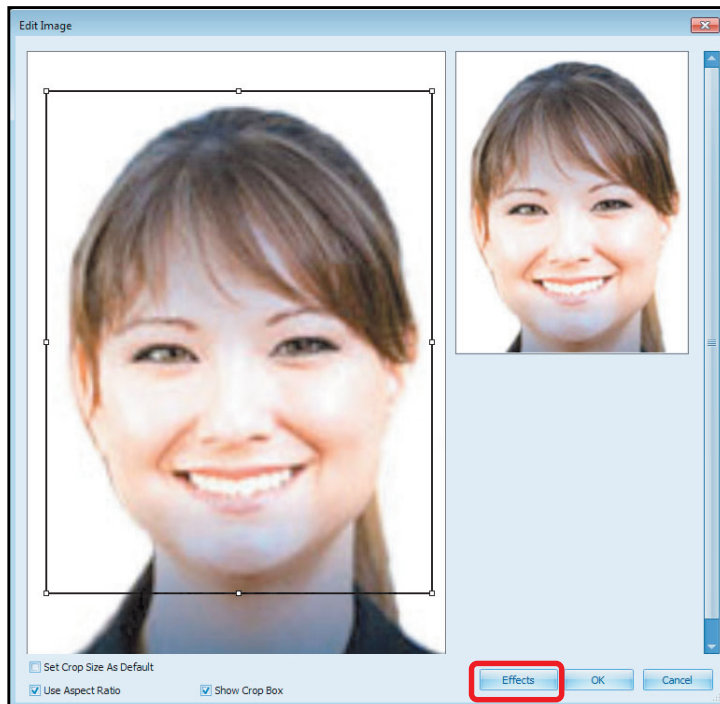 Edit Image
Set Crop Size As Default
Use Aspect Ratio
Show Crop Box
Effects
OK
Cancel